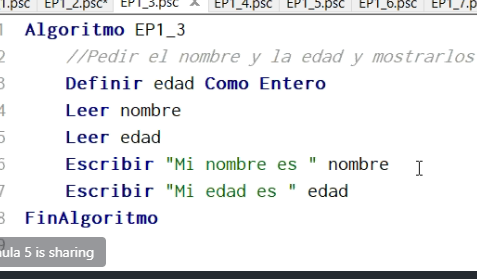 1.psc EP1_2.psc* EP1_3.psc X EP1_4.psc EP1_5.psc EP1_6.psc EP1_7.p
1 Algoritmo EP1_3
2 //Pedir el nombre y la edad y mostrarlos
3 Definir edad Como Entero
4 Leer nombre
5 Leer edad
6 Escribir "Mi nombre es " nombre
7 Escribir "Mi edad es " edad
8 FinAlgoritmo
9
ula 5 is sharing